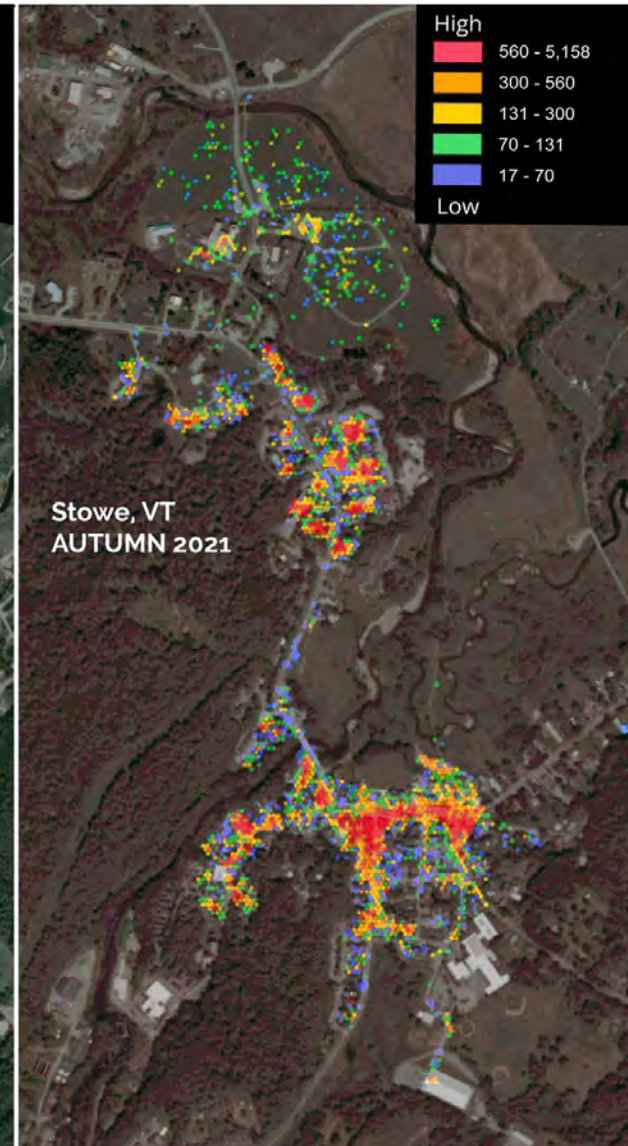 High
560 - 5,158
300 - 560
131 - 300
70 - 131
17 - 70
Low
Stowe, VT
AUTUMN 2021